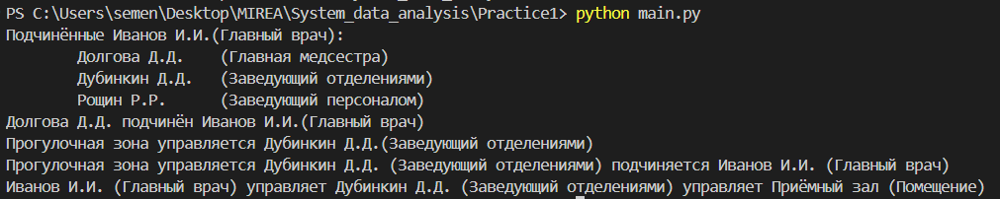 PS C:\Users\semen\Desktop\MIREA\System_data_analysis\Practice1> python main.py
Подчинённые Иванов И.И.(Главный врач):
Долгова Д.Д. (Главная медсестра)
Дубинкин Д.Д. (Заведующий отделениями)
Рощин Р.Р. (Заведующий персоналом)
Долгова Д.Д. подчинён Иванов И.И.(Главный врач)
Прогулочная зона управляется Дубинкин Д.Д.(Заведующий отделениями)
Прогулочная зона управляется Дубинкин Д.Д. (Заведующий отделениями) подчиняется Иванов И.И. (Главный врач)
Иванов И.И. (Главный врач) управляет Дубинкин Д.Д. (Заведующий отделениями) управляет Приёмный зал (Помещение)